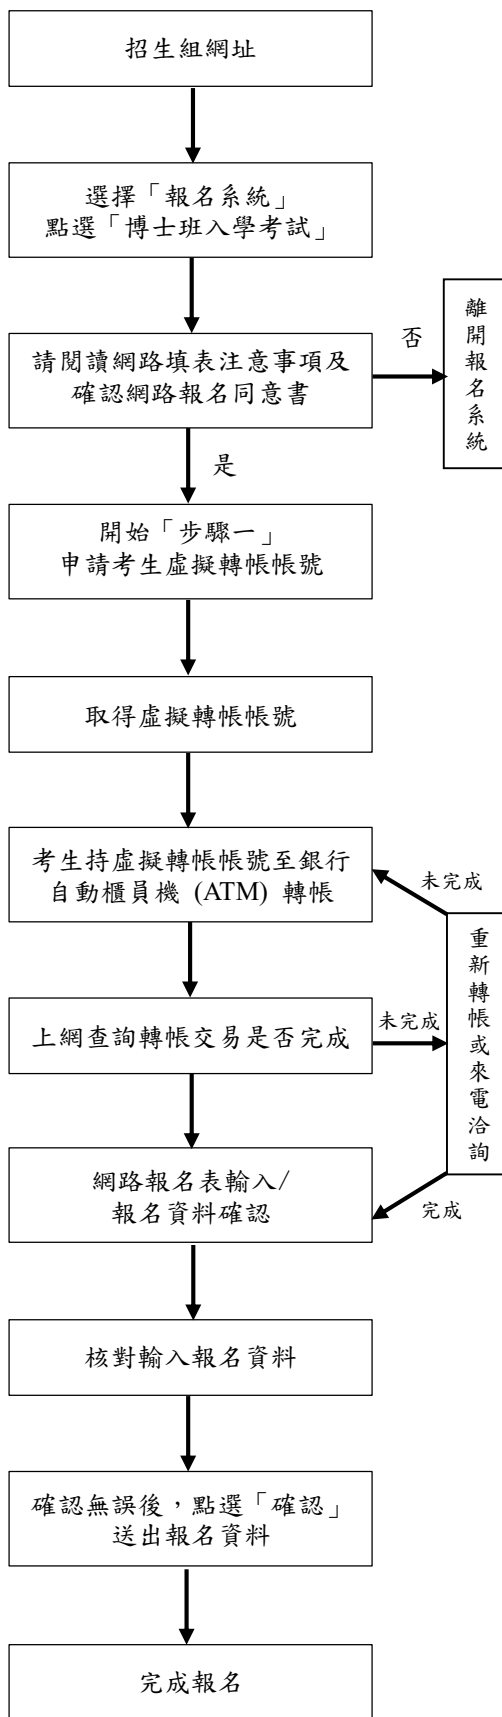 招生組網址
選擇「報名系統」
點選「博士班入學考試」
請閱讀網路填表注意事項及
確認網路報名同意書
否
離開報名系統
是
開始「步驟一」
申請考生虛擬轉帳帳號
取得虛擬轉帳帳號
考生持虛擬轉帳帳號至銀行
自動櫃員機 (ATM) 轉帳
未完成
上網查詢轉帳交易是否完成
未完成
重新轉帳或來電洽詢
網路報名表輸入/
報名資料確認
完成
核對輸入報名資料
確認無誤後，點選「確認」
送出報名資料
完成報名